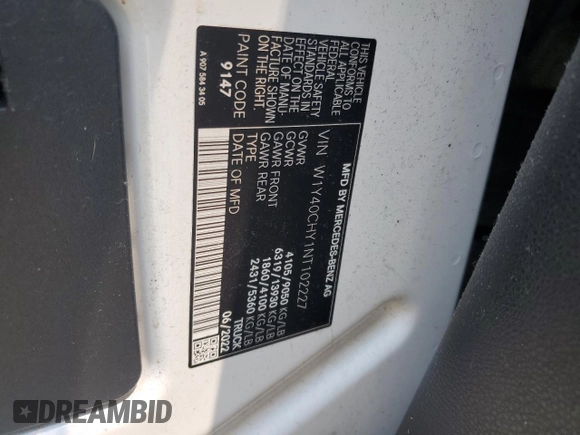 MFD BY MERCEDES-BENZ AG
VIN W1Y40CHY1NT102227
GVWR 4105/9050 KG/LB
GCWR 6319/13930 KG/LB
GAWR FRONT 1860/4100 KG/LB
GAWR REAR 2431/5360 KG/LB
TYPE TRUCK
DATE OF MFD 06/2022
THIS VEHICLE
CONFORMS TO
ALL APPLICABLE
FEDERAL
VEHICLE SAFETY
STANDARDS IN
EFFECT ON THE
DATE OF MANU-
FACTURE SHOWN
ON THE RIGHT.
PAINT CODE
9147
A 907 584 34 05
DREAMBID